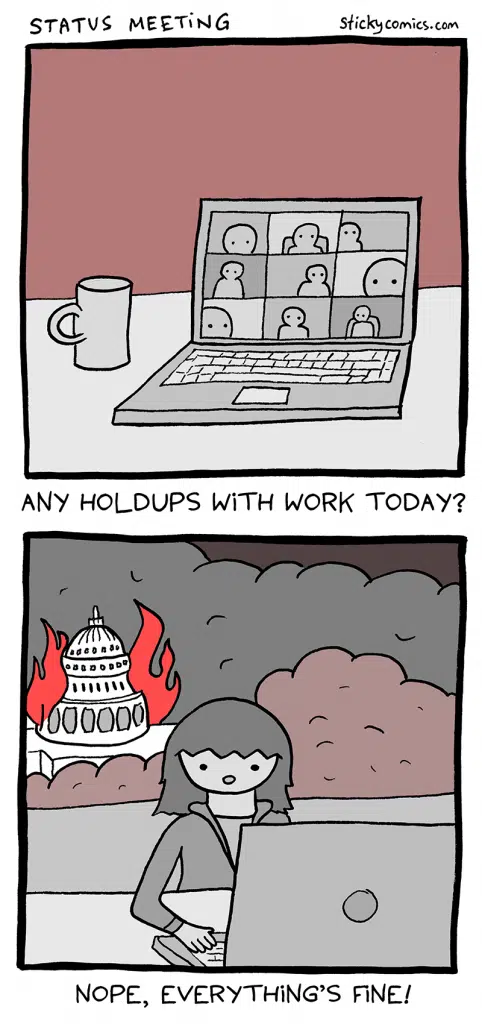 STATUS MEETING
Stickycomics.com
ANY HOLDUPS WITH WORK TODAY?
NOPE, EVERYTHING'S FINE!